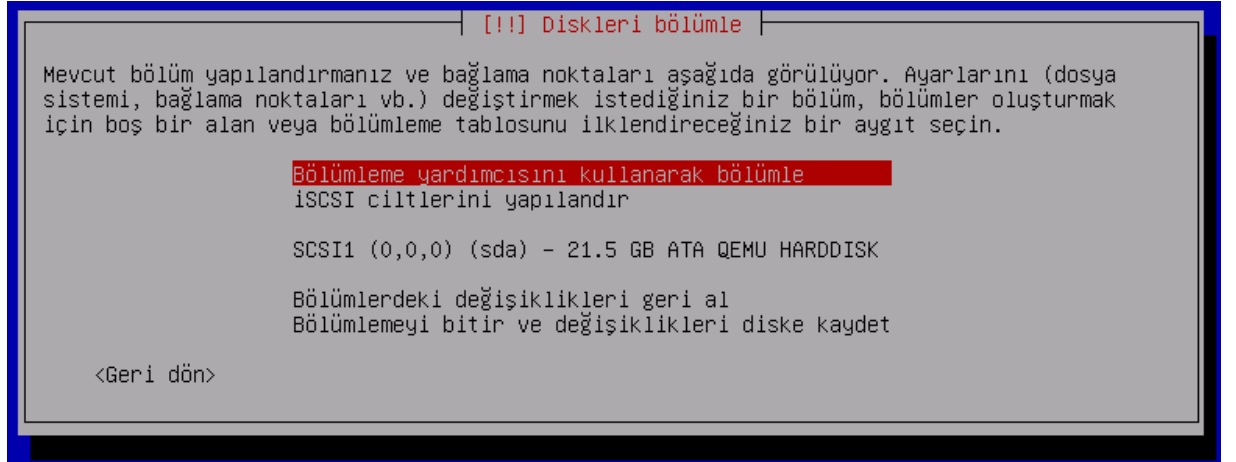 [!!] Diskleri bölümle
Mevcut bölüm yapılandırmanız ve bağlama noktaları aşağıda görülüyor. Ayarlarını (dosya
sistemi, bağlama noktaları vb.) değiştirmek istediğiniz bir bölüm, bölümler oluşturmak
için boş bir alan veya bölümleme tablosunu ilklendireceğiniz bir aygıt seçin.
Bölümleme yardımcısını kullanarak bölümle
iSCSI ciltlerini yapılandır
SCSI1 (0,0,0) (sda) – 21.5 GB ATA QEMU HARDDISK
Bölümlerdeki değişiklikleri geri al
Bölümlemeyi bitir ve değişiklikleri diske kaydet
<Geri dön>